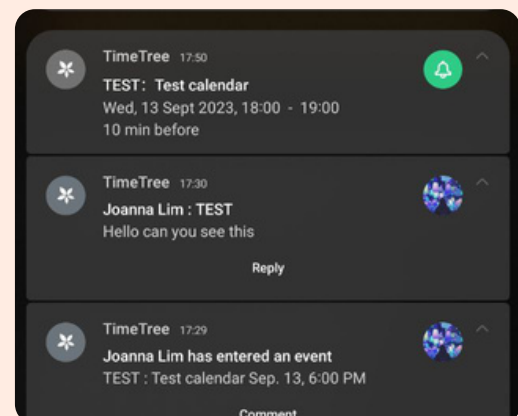 TimeTree 17:50
TEST: Test calendar
Wed, 13 Sept 2023, 18:00 - 19:00
10 min before
TimeTree 17:30
Joanna Lim : TEST
Hello can you see this
Reply
TimeTree 17:29
Joanna Lim has entered an event
TEST : Test calendar Sep. 13, 6:00 PM
Comment